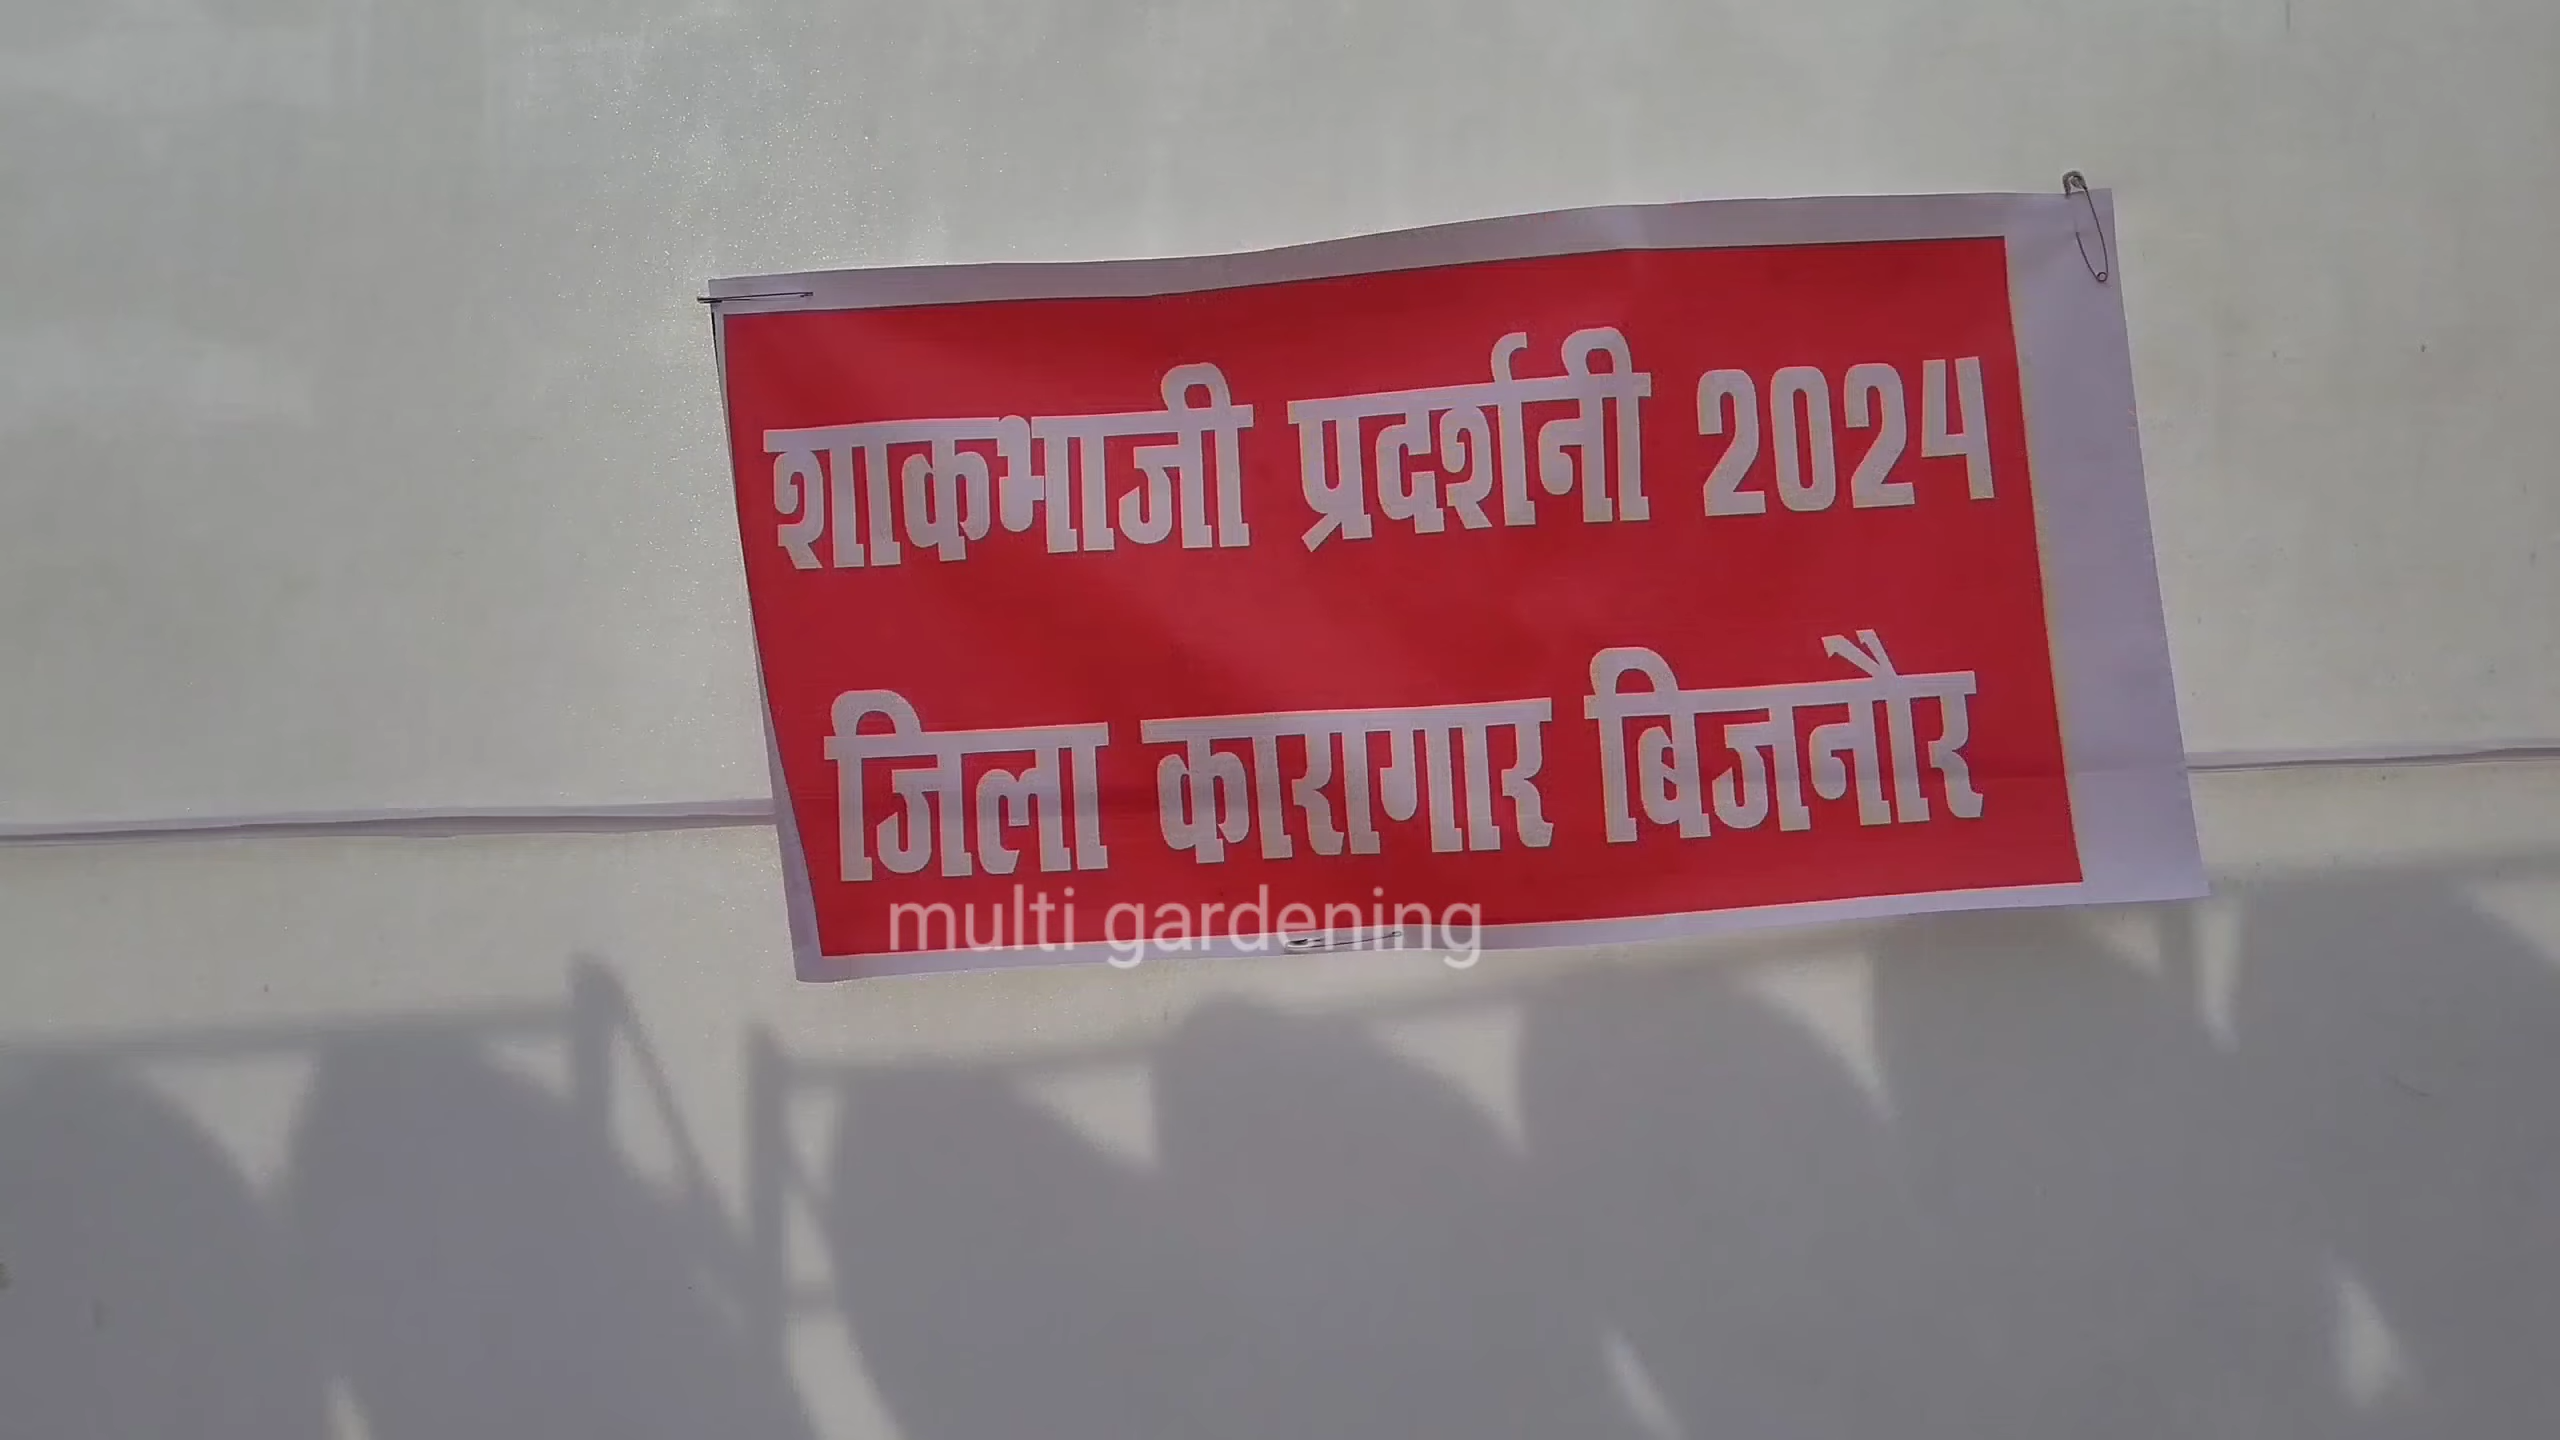 शाकभाजी प्रदर्शनी 2024
जिला कारागार बिजनौर
multi gardening